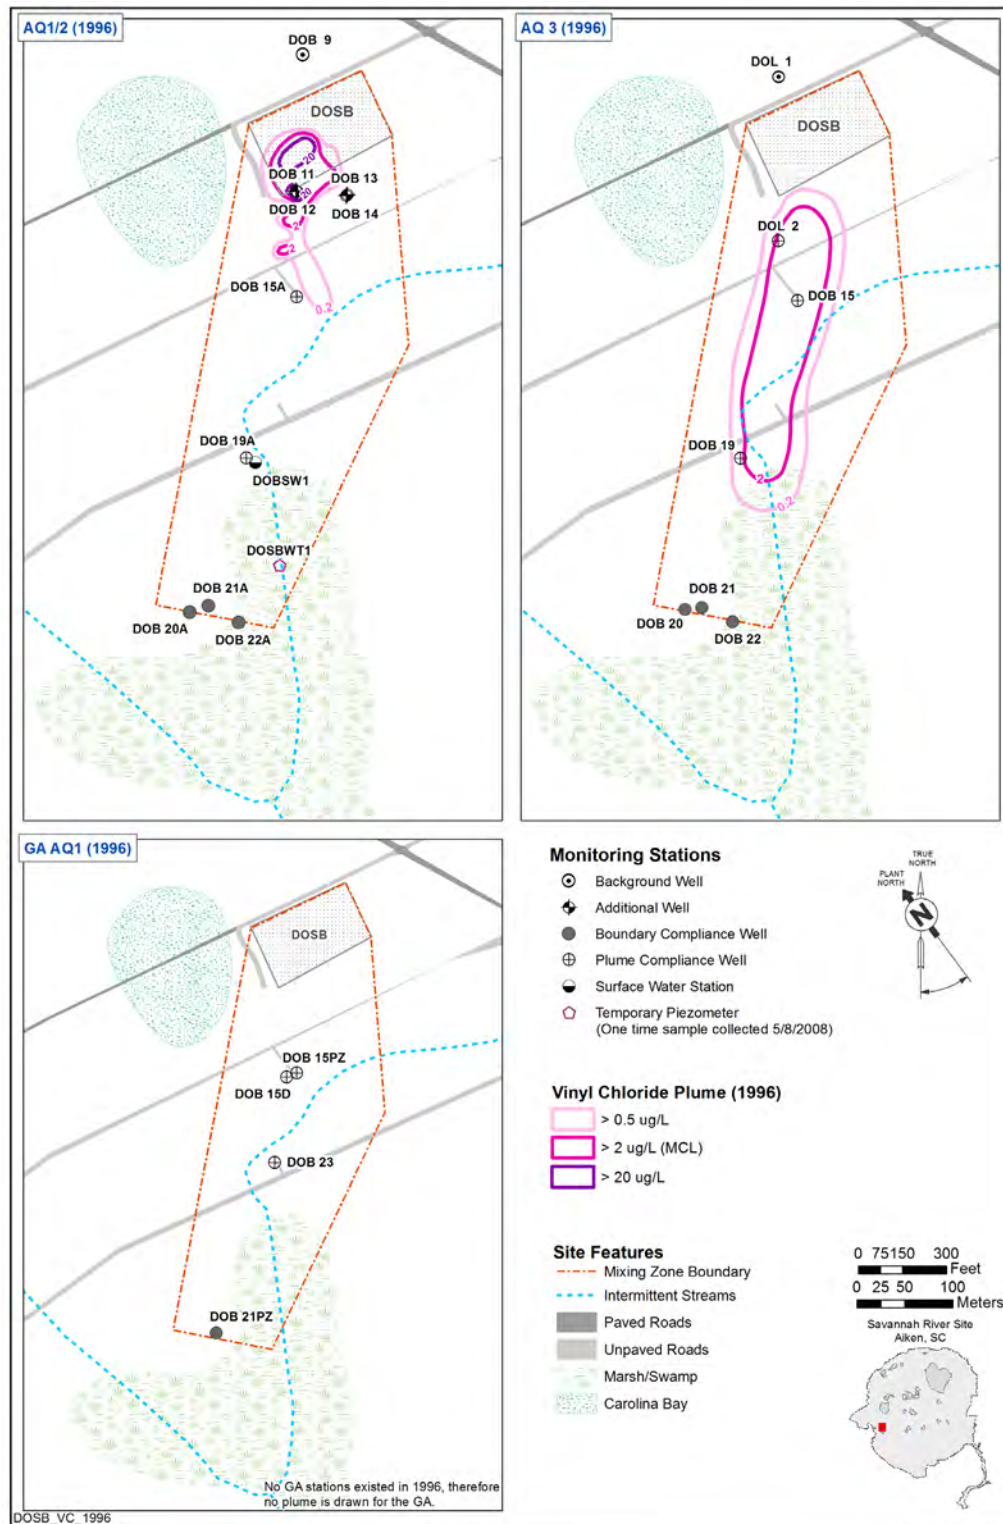 AQ1/2 (1996)
DOB 9
DOSB
20
DOB 11
DOB 13
20
DOB 12
DOB 14
2
2
DOB 15A
0.2
DOB 19A
DOBSW1
DOSBWT1
DOB 21A
DOB 20A
DOB 22A
AQ 3 (1996)
DOL 1
DOSB
DOL 2
DOB 15
DOB 19
2
0.2
DOB 21
DOB 20
DOB 22
GA AQ1 (1996)
DOSB
DOB 15PZ
DOB 15D
DOB 23
DOB 21PZ
No GA stations existed in 1996, therefore
no plume is drawn for the GA.
DOSB_VC_1996
Monitoring Stations
Background Well
Additional Well
Boundary Compliance Well
Plume Compliance Well
Surface Water Station
Temporary Piezometer
(One time sample collected 5/8/2008)
TRUE
NORTH
PLANT
NORTH
N
Vinyl Chloride Plume (1996)
> 0.5 ug/L
> 2 ug/L (MCL)
> 20 ug/L
Site Features
Mixing Zone Boundary
Intermittent Streams
Paved Roads
Unpaved Roads
Marsh/Swamp
Carolina Bay
0 75150 300
Feet
0 25 50 100
Meters
Savannah River Site
Aiken, SC